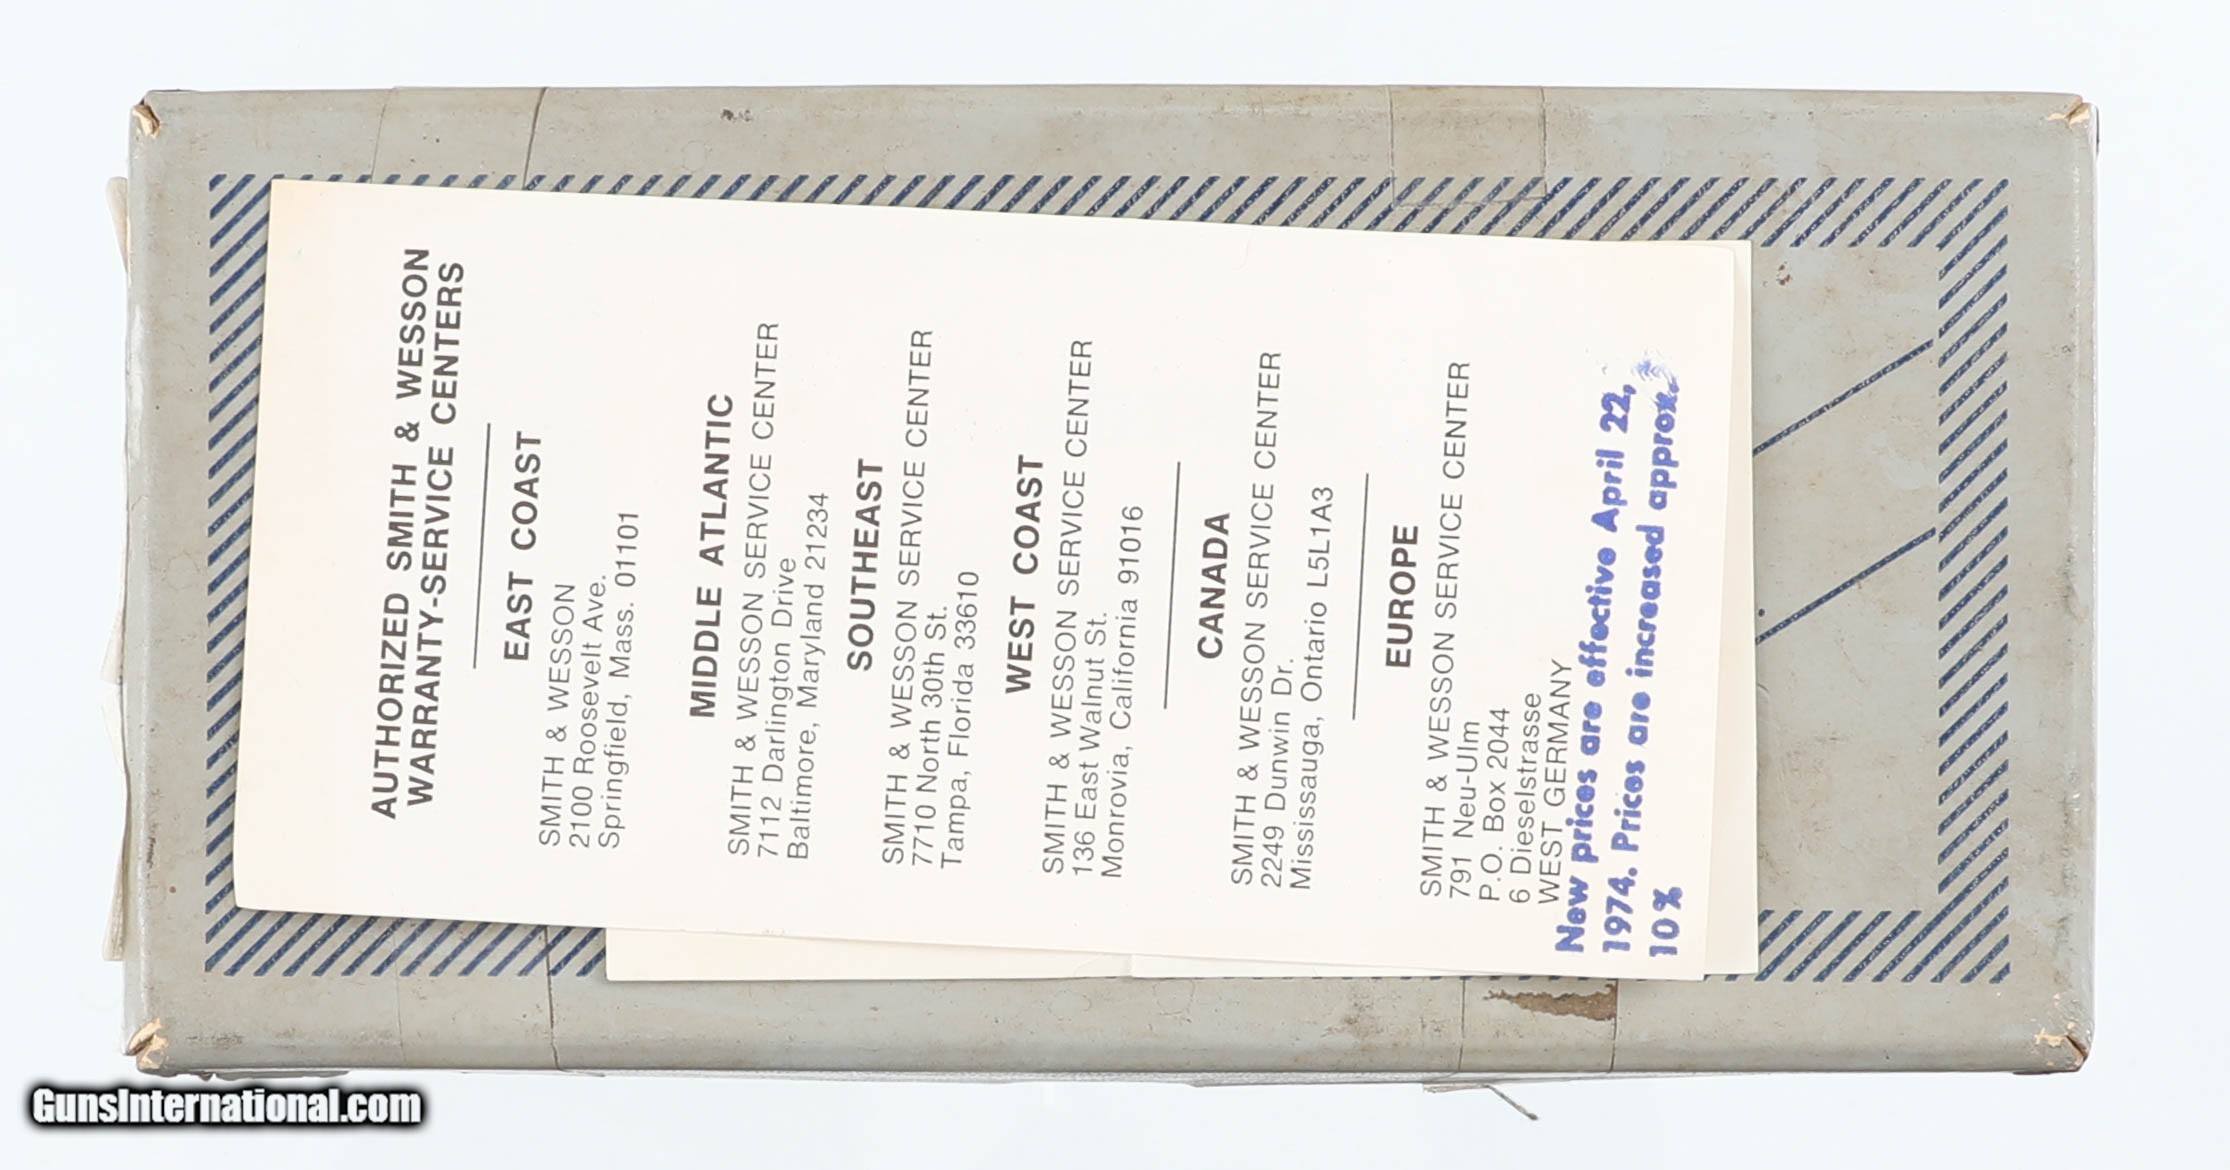 AUTHORIZED SMITH & WESSON
WARRANTY-SERVICE CENTERS
EAST COAST
SMITH & WESSON
2100 Roosevelt Ave.
Springfield, Mass. 01101
MIDDLE ATLANTIC
SMITH & WESSON SERVICE CENTER
7112 Darlington Drive
Baltimore, Maryland 21234
SOUTHEAST
SMITH & WESSON SERVICE CENTER
7710 North 30th St.
Tampa, Florida 33610
WEST COAST
SMITH & WESSON SERVICE CENTER
136 East Walnut St.
Monrovia, California 91016
CANADA
SMITH & WESSON SERVICE CENTER
2249 Dunwin Dr.
Mississauga, Ontario L5L1A3
EUROPE
SMITH & WESSON SERVICE CENTER
791 Neu-Ulm
P.O. Box 2044
6 Dieselstrasse
WEST GERMANY
New prices are effective April 22,
1974. Prices are increased approx.
10%
GunsInternational.com